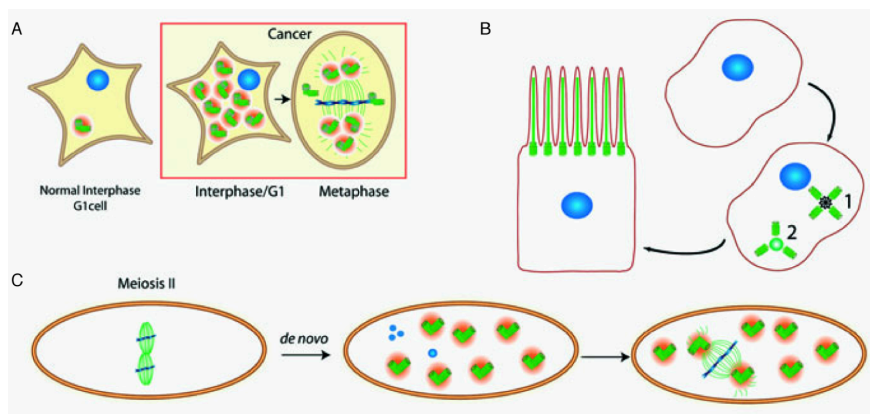 A
Cancer
Normal Interphase
G1cell
Interphase/G1
Metaphase
B
1
2
C
Meiosis II
de novo